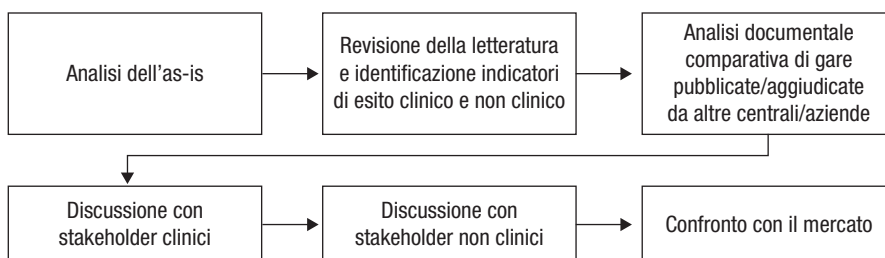 Analisi dell'as-is
Revisione della letteratura
e identificazione indicatori
di esito clinico e non clinico
Analisi documentale
comparativa di gare
pubblicate/aggiudicate
da altre centrali/aziende
Discussione con
stakeholder clinici
Discussione con
stakeholder non clinici
Confronto con il mercato